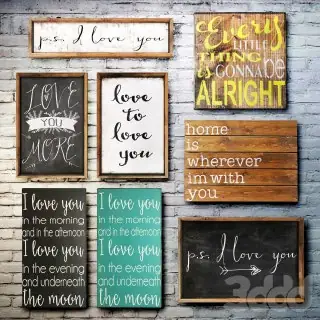 p.s. I love you
EVERY
LITTLE
THING
IS GONNA
BE
ALRIGHT
LOVE
YOU
MORE
love
to
love
you
home
is
wherever
im with
you
I love you
in the morning
and in the afternoon
I love you
in the evening
and underneath
the moon
I love you
in the morning
and in the afternoon
I love you
in the evening
and underneath
the moon
p.s. I love you
3ddd